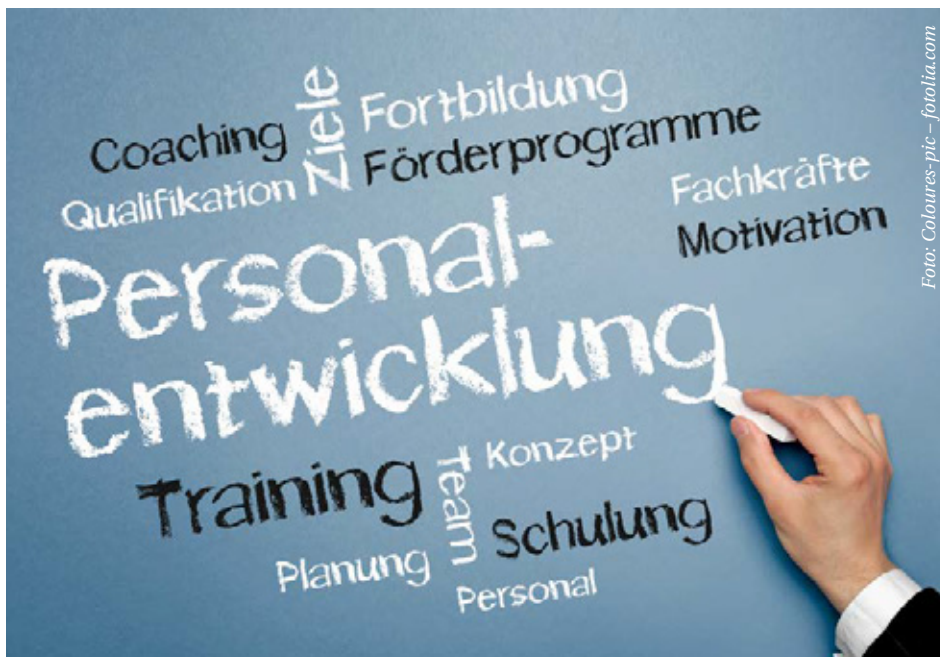 Coaching
Ziele
Fortbildung
Förderprogramme
Qualifikation
Fachkräfte
Motivation
Personal-
entwicklung
Training
Team
Konzept
Schulung
Planung
Personal
Foto: Coloures-pic – fotolia.com